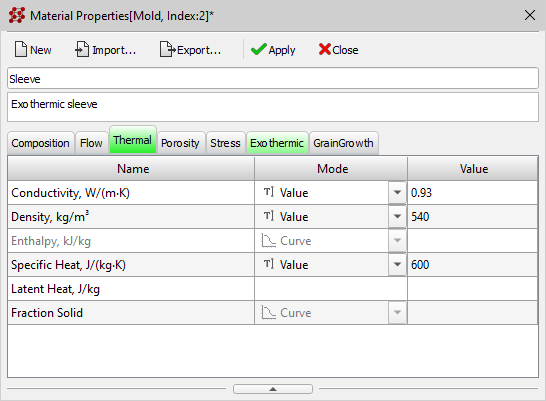 Material Properties[Mold, Index:2]*
New Import... Export... Apply Close
Sleeve
Exothermic sleeve
Composition Flow Thermal Porosity Stress Exothermic GrainGrowth
Name Mode Value
Conductivity, W/(m·K) Value 0.93
Density, kg/m³ Value 540
Enthalpy, kJ/kg Curve
Specific Heat, J/(kg·K) Value 600
Latent Heat, J/kg
Fraction Solid Curve